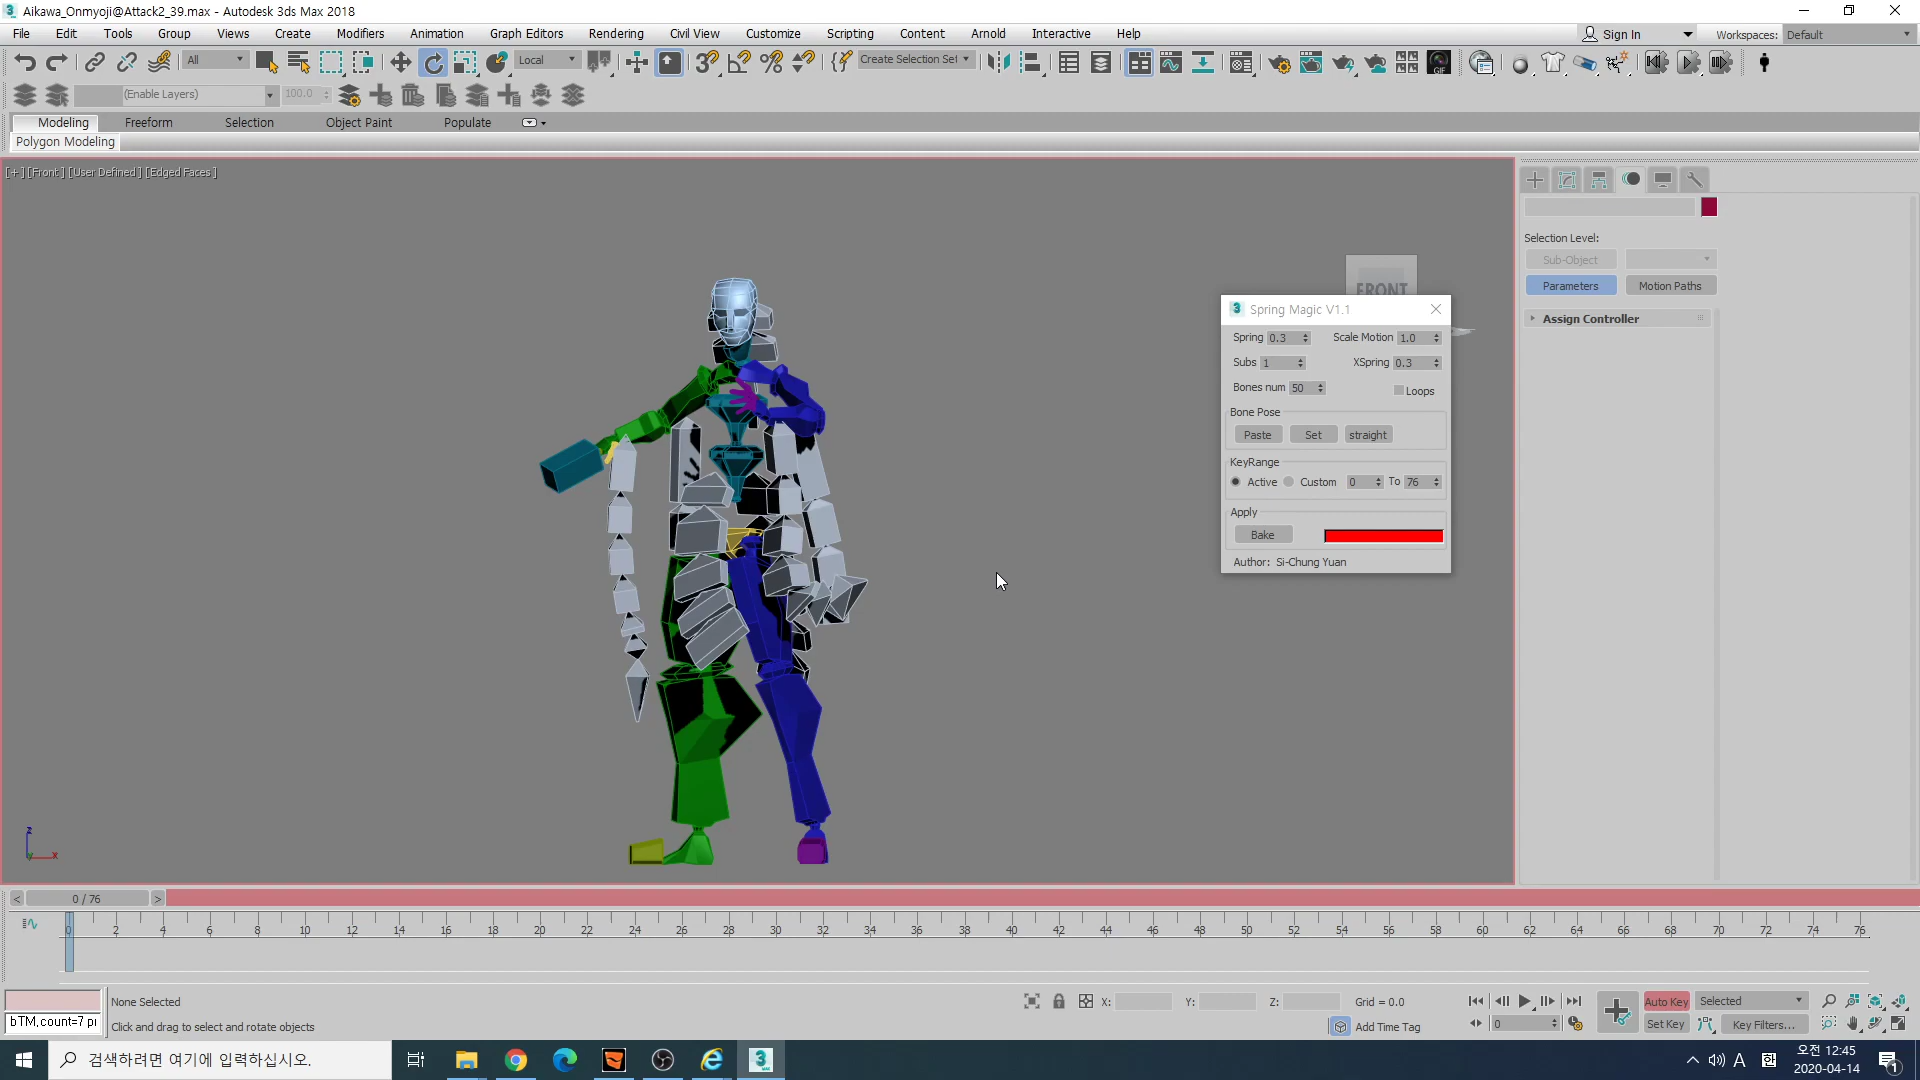 Aikawa_Onmyoji@Attack2_39.max - Autodesk 3ds Max 2018
File Edit Tools Group Views Create Modifiers Animation Graph Editors Rendering Civil View Customize Scripting Content Arnold Interactive Help
Sign In Workspaces: Default
All Local Create Selection Set GIF
(Enable Layers) 100.0
Modeling Freeform Selection Object Paint Populate
Polygon Modeling
[+] [Front] [User Defined] [Edged Faces]
FRONT
Spring Magic V1.1
Spring 0.3 Scale Motion 1.0
Subs 1 XSpring 0.3
Bones num 50 Loops
Bone Pose
Paste Set straight
KeyRange
Active Custom 0 To 76
Apply
Bake
Author: Si-Chung Yuan
Selection Level:
Sub-Object
Parameters Motion Paths
Assign Controller
z
y x
< 0 / 76 >
0 2 4 6 8 10 12 14 16 18 20 22 24 26 28 30 32 34 36 38 40 42 44 46 48 50 52 54 56 58 60 62 64 66 68 70 72 74 76
None Selected X: Y: Z: Grid = 0.0 Auto Key Selected
bTM.count=7 pi Click and drag to select and rotate objects Add Time Tag 0 Set Key Key Filters...
검색하려면 여기에 입력하십시오. A 한 오전 12:45
2020-04-14
1